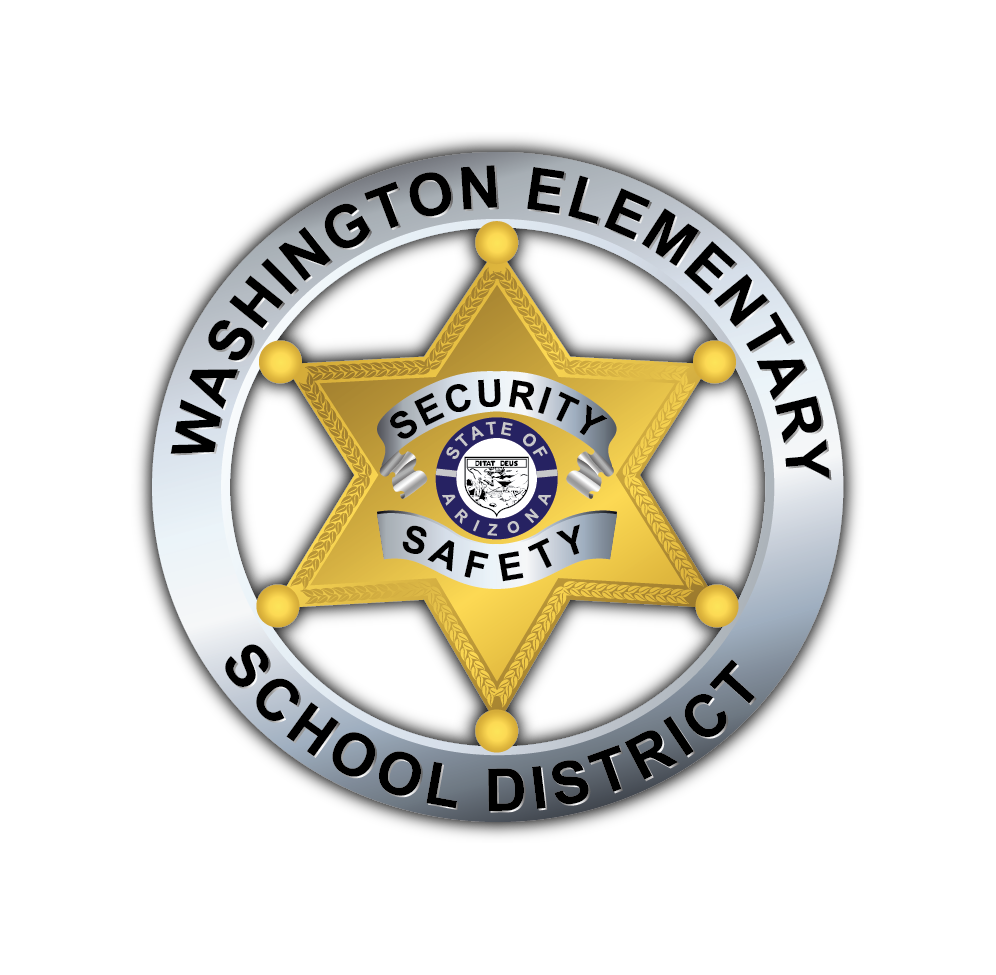 WASHINGTON ELEMENTARY
SECURITY
STATE OF
DITAT DEUS
ARIZONA
SAFETY
SCHOOL DISTRICT